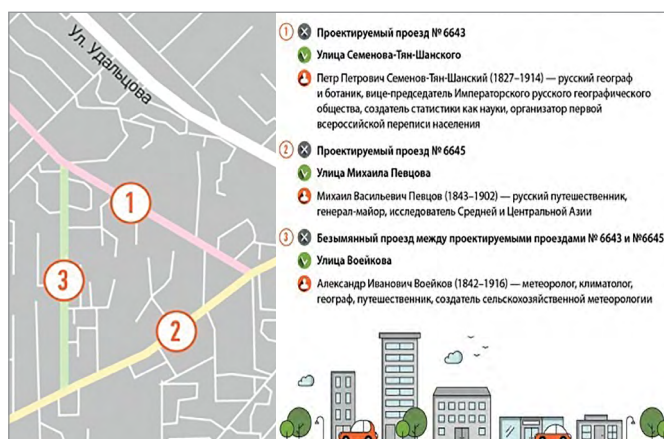 Ул. Удальцова
1
3
2
1 Проектируемый проезд № 6643
Улица Семенова-Тян-Шанского
Петр Петрович Семенов-Тян-Шанский (1827–1914) — русский географ
и ботаник, вице-председатель Императорского русского географического
общества, создатель статистики как науки, организатор первой
всероссийской переписи населения
2 Проектируемый проезд № 6645
Улица Михаила Певцова
Михаил Васильевич Певцов (1843–1902) — русский путешественник,
генерал-майор, исследователь Средней и Центральной Азии
3 Безымянный проезд между проектируемыми проездами № 6643 и №6645
Улица Воейкова
Александр Иванович Воейков (1842–1916) — метеоролог, климатолог,
географ, путешественник, создатель сельскохозяйственной метеорологии